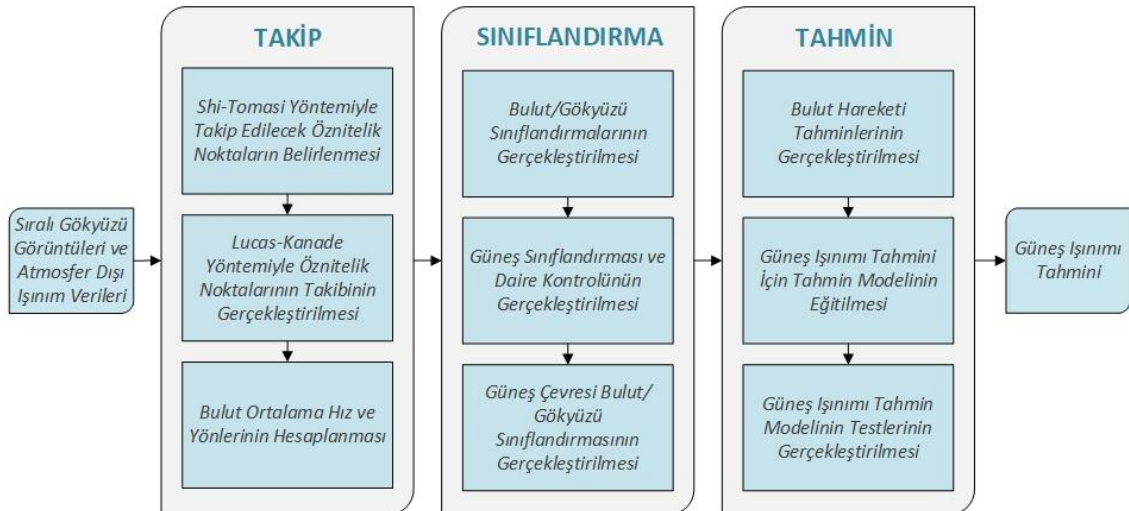 Sıralı Gökyüzü
Görüntüleri ve
Atmosfer Dışı
Işınım Verileri
TAKİP
Shi-Tomasi Yöntemiyle
Takip Edilecek Öznitelik
Noktaların Belirlenmesi
Lucas-Kanade
Yöntemiyle Öznitelik
Noktalarının Takibinin
Gerçekleştirilmesi
Bulut Ortalama Hız ve
Yönlerinin Hesaplanması
SINIFLANDIRMA
Bulut/Gökyüzü
Sınıflandırmalarının
Gerçekleştirilmesi
Güneş Sınıflandırması ve
Daire Kontrolünün
Gerçekleştirilmesi
Güneş Çevresi Bulut/
Gökyüzü
Sınıflandırmasının
Gerçekleştirilmesi
TAHMİN
Bulut Hareketi
Tahminlerinin
Gerçekleştirilmesi
Güneş Işınımı Tahmini
İçin Tahmin Modelinin
Eğitilmesi
Güneş Işınımı Tahmin
Modelinin Testlerinin
Gerçekleştirilmesi
Güneş Işınımı
Tahmini